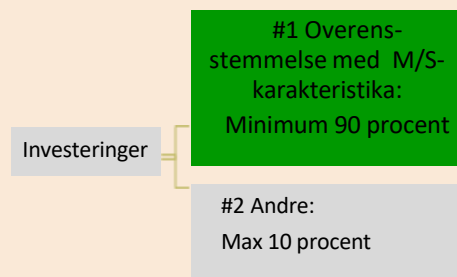 Investeringer
#1 Overens-
stemmelse med M/S-
karakteristika:
Minimum 90 procent
#2 Andre:
Max 10 procent